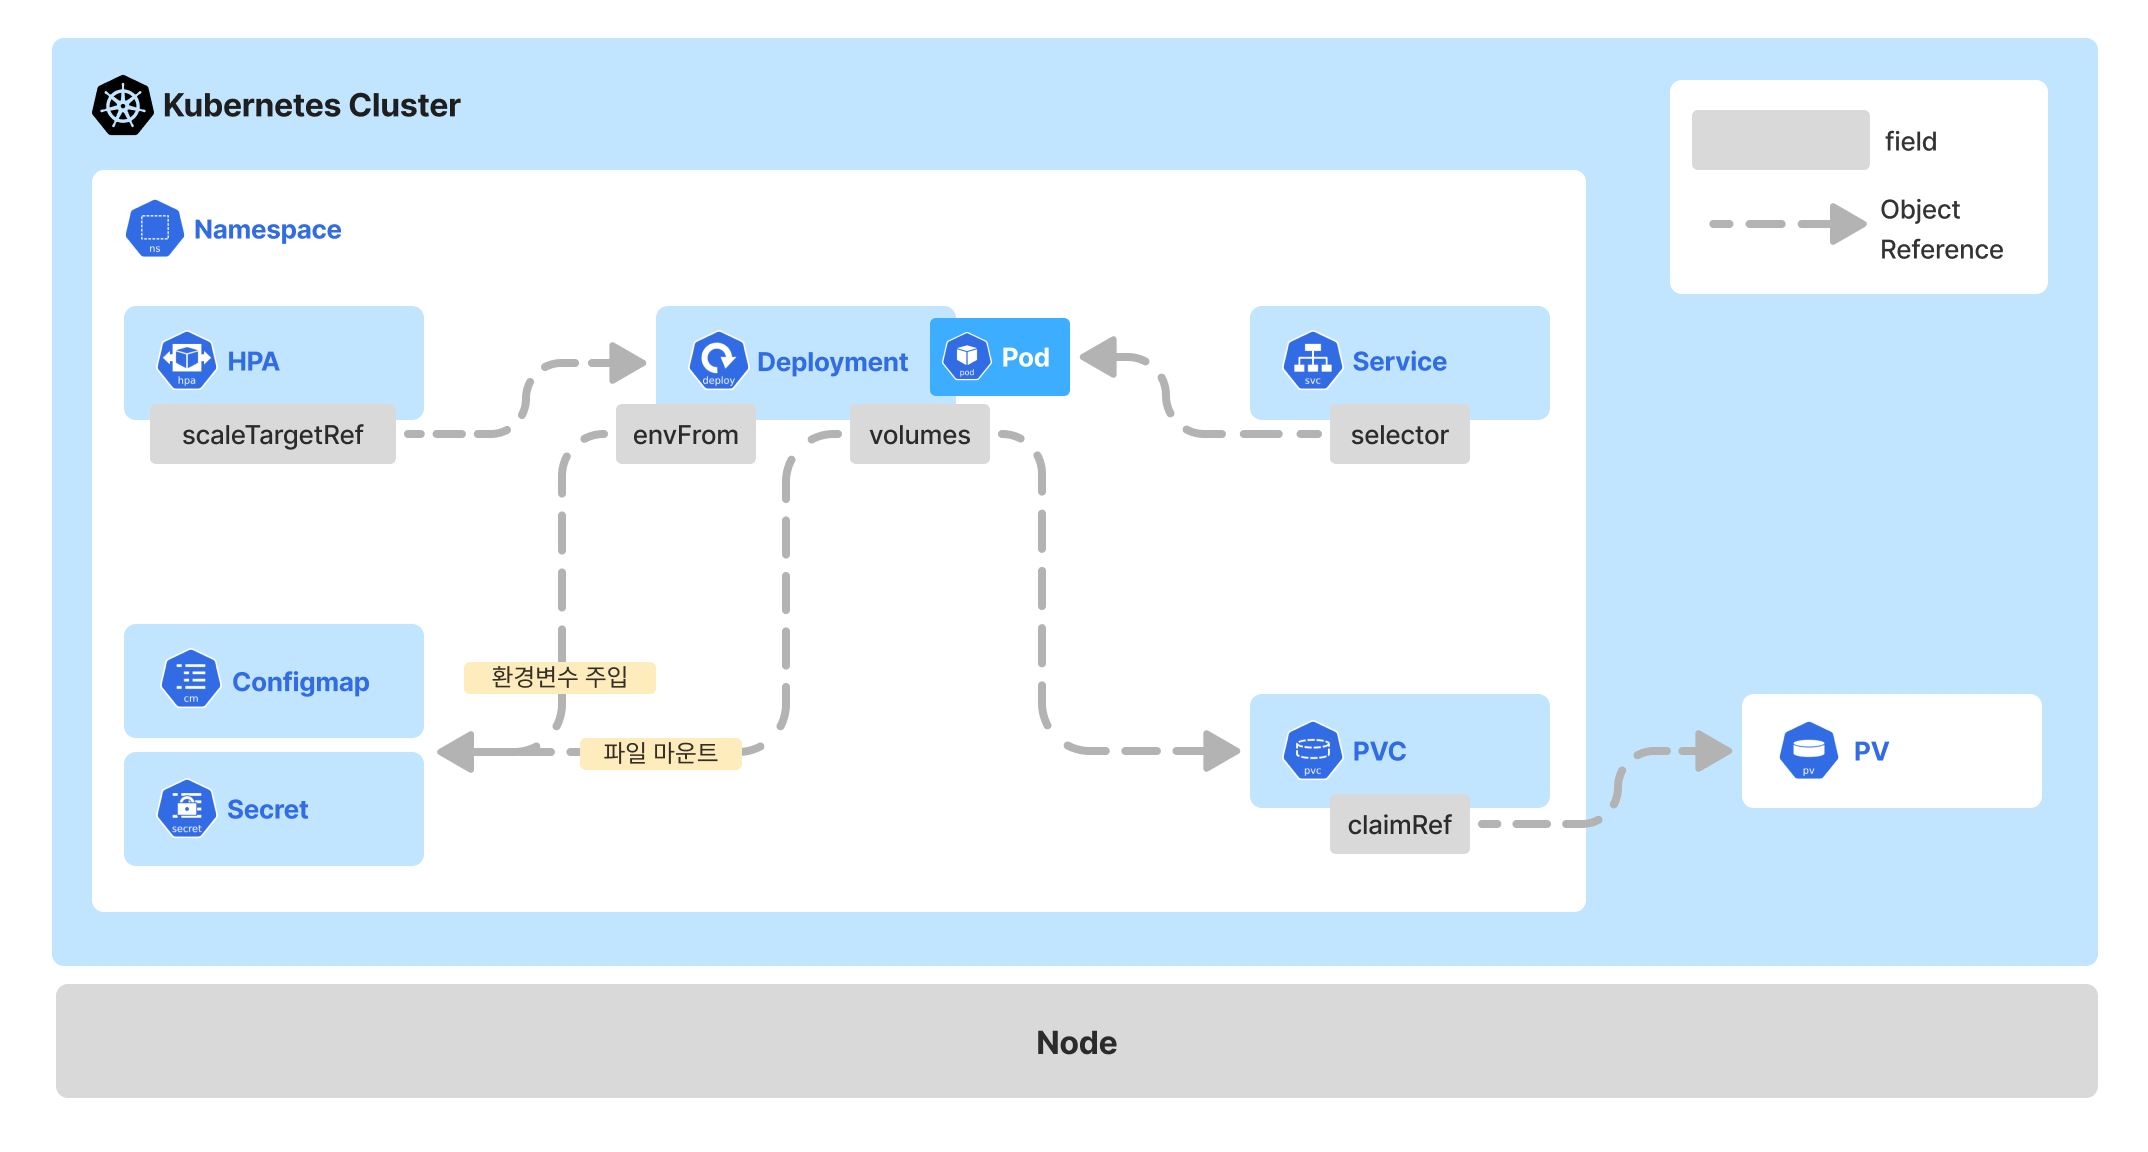 Kubernetes Cluster
field
Object
Reference
ns
Namespace
hpa
HPA
scaleTargetRef
deploy
Deployment
pod
Pod
envFrom
volumes
svc
Service
selector
cm
Configmap
환경변수 주입
파일 마운트
secret
Secret
pvc
PVC
claimRef
pv
PV
Node